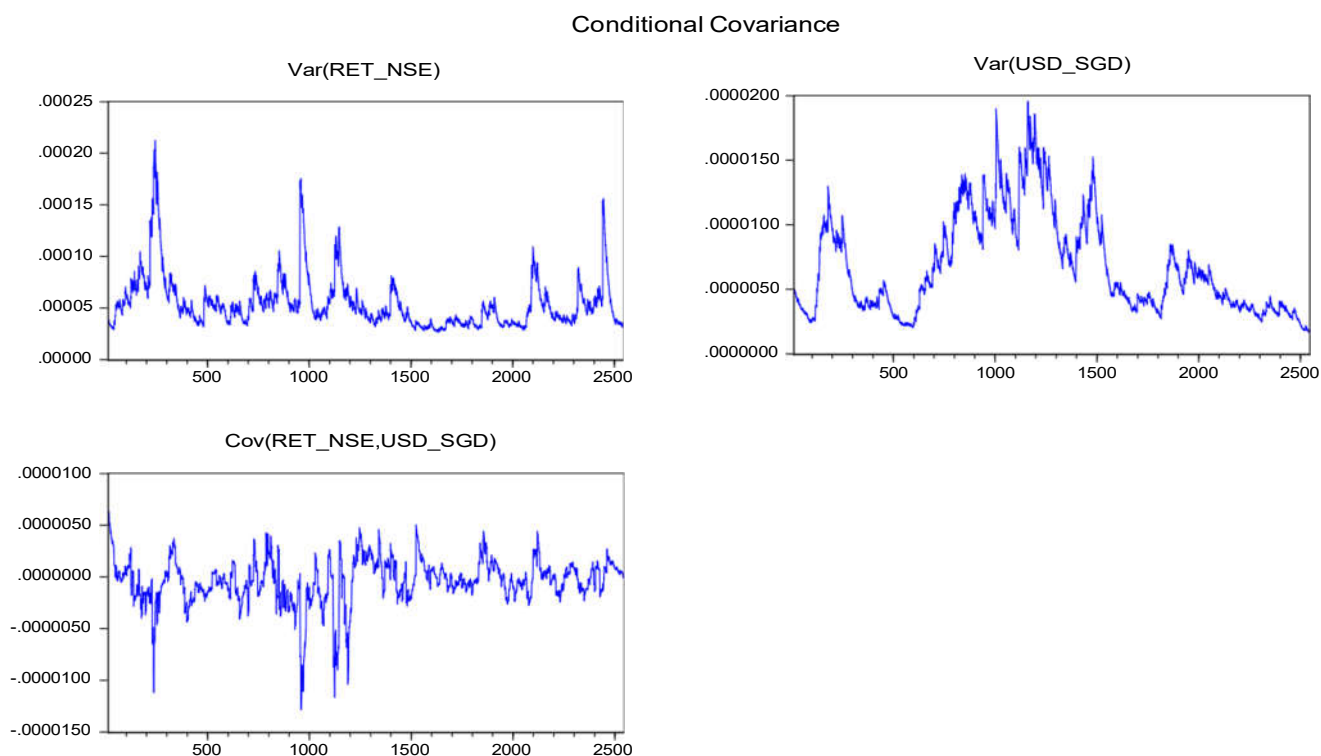 Conditional Covariance
Var(RET_NSE)
.00025
.00020
.00015
.00010
.00005
.00000
500 1000 1500 2000 2500
Var(USD_SGD)
.0000200
.0000150
.0000100
.0000050
.0000000
500 1000 1500 2000 2500
Cov(RET_NSE,USD_SGD)
.0000100
.0000050
.0000000
-.0000050
-.0000100
-.0000150
500 1000 1500 2000 2500